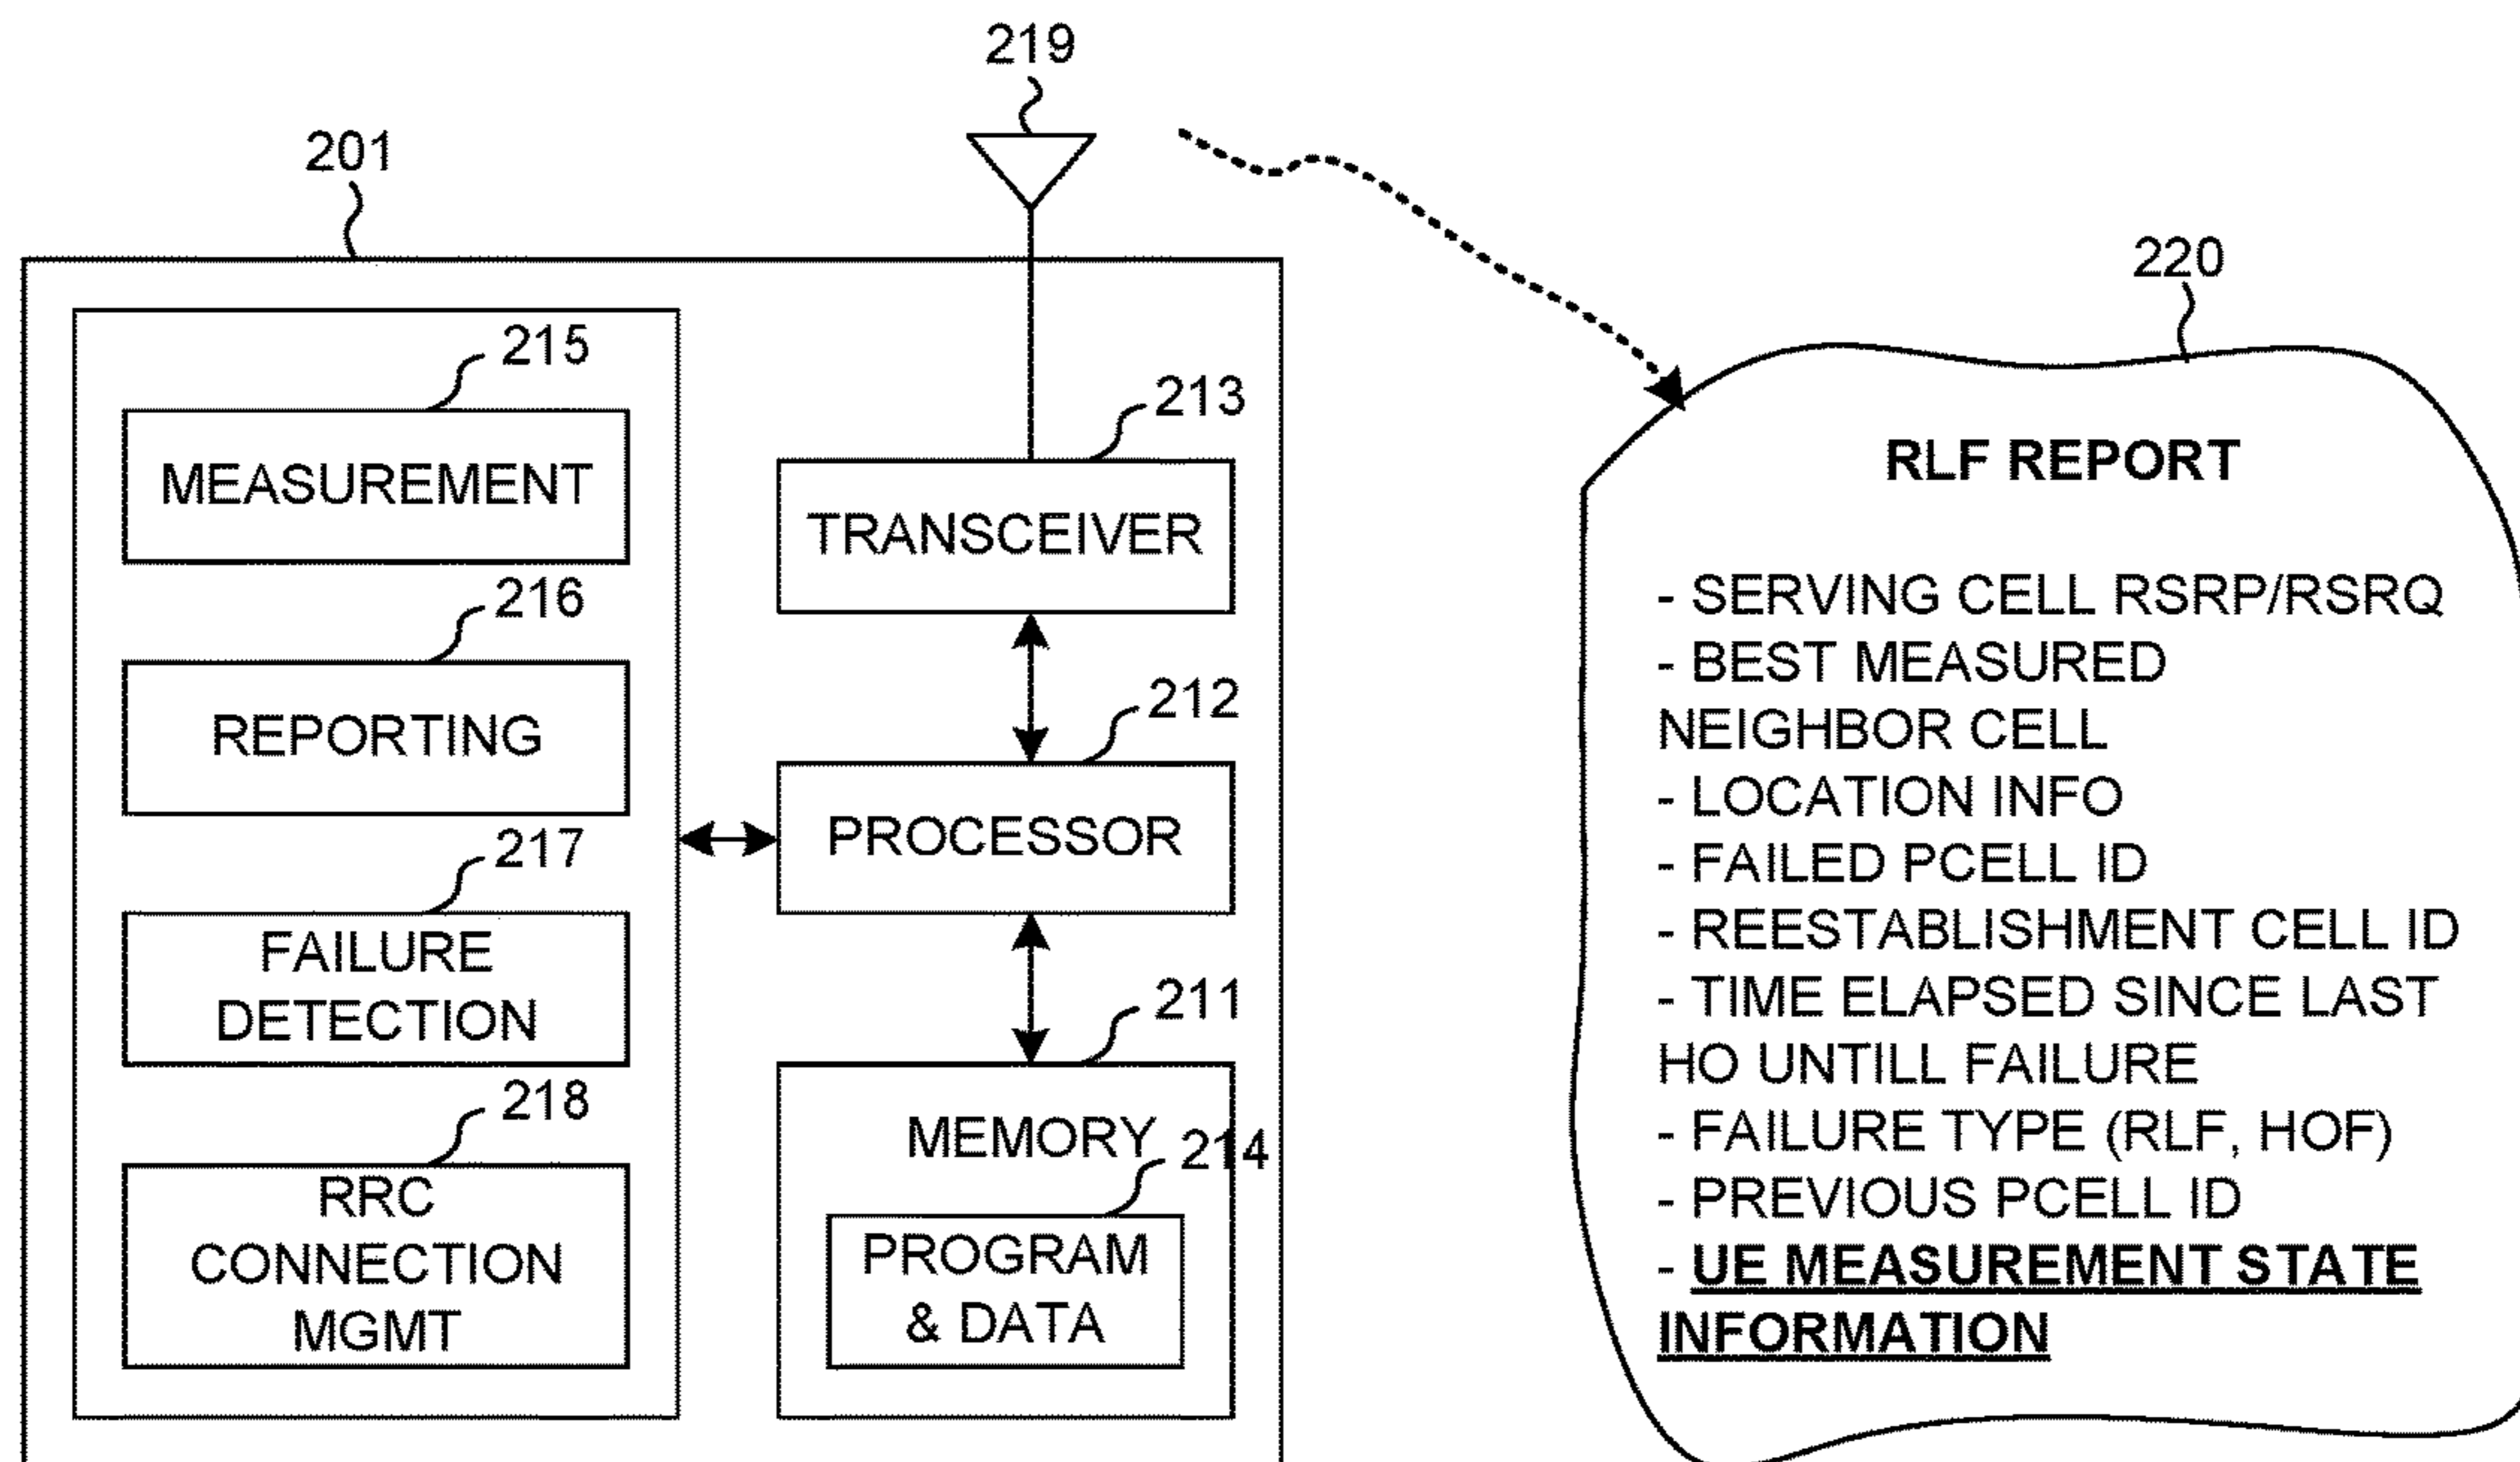 219
201
220
215
MEASUREMENT
213
TRANSCEIVER
216
REPORTING
212
PROCESSOR
217
FAILURE
DETECTION
211
MEMORY
214
PROGRAM
& DATA
218
RRC
CONNECTION
MGMT
RLF REPORT
- SERVING CELL RSRP/RSRQ
- BEST MEASURED
NEIGHBOR CELL
- LOCATION INFO
- FAILED PCELL ID
- REESTABLISHMENT CELL ID
- TIME ELAPSED SINCE LAST
HO UNTILL FAILURE
- FAILURE TYPE (RLF, HOF)
- PREVIOUS PCELL ID
- UE MEASUREMENT STATE
INFORMATION